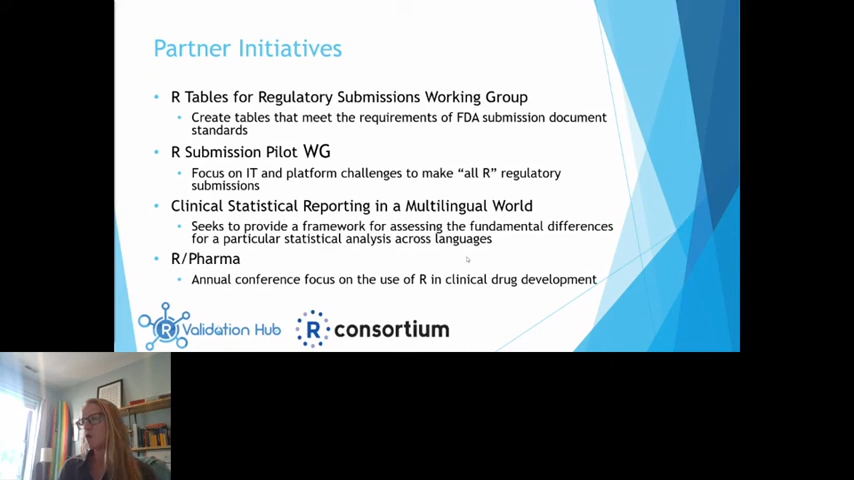 Partner Initiatives
• R Tables for Regulatory Submissions Working Group
• Create tables that meet the requirements of FDA submission document
standards
• R Submission Pilot WG
• Focus on IT and platform challenges to make “all R” regulatory
submissions
• Clinical Statistical Reporting in a Multilingual World
• Seeks to provide a framework for assessing the fundamental differences
for a particular statistical analysis across languages
• R/Pharma
• Annual conference focus on the use of R in clinical drug development
R Validation Hub
R consortium